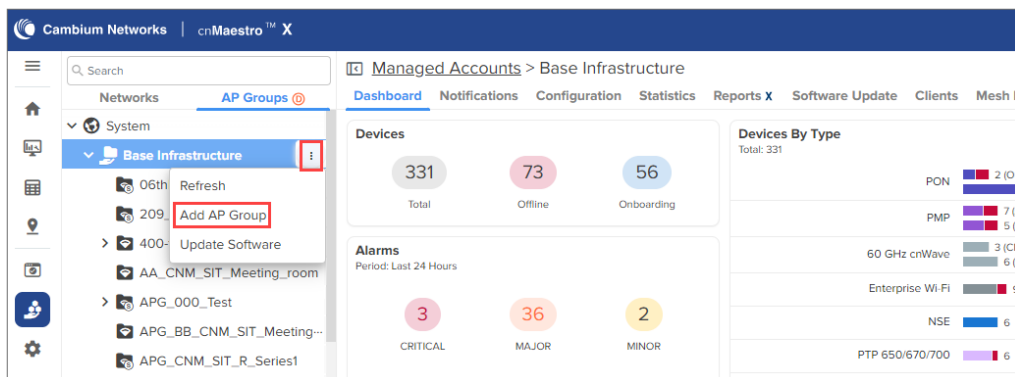 Cambium Networks | cnMaestro™ X
Search
Networks AP Groups D
System
Base Infrastructure
06th
Refresh
209_
Add AP Group
400-
Update Software
AA_CNM_SIT_Meeting_room
APG_000_Test
APG_BB_CNM_SIT_Meeting...
APG_CNM_SIT_R_Series1
Managed Accounts > Base Infrastructure
Dashboard Notifications Configuration Statistics Reports X Software Update Clients Mesh
Devices
331 73 56
Total Offline Onboarding
Alarms
Period: Last 24 Hours
3 36 2
CRITICAL MAJOR MINOR
Devices By Type
Total: 331
PON 2 (O
PMP 7 (
5 (
60 GHz cnWave 3 (C
6 (
Enterprise Wi-Fi
NSE 6
PTP 650/670/700 6